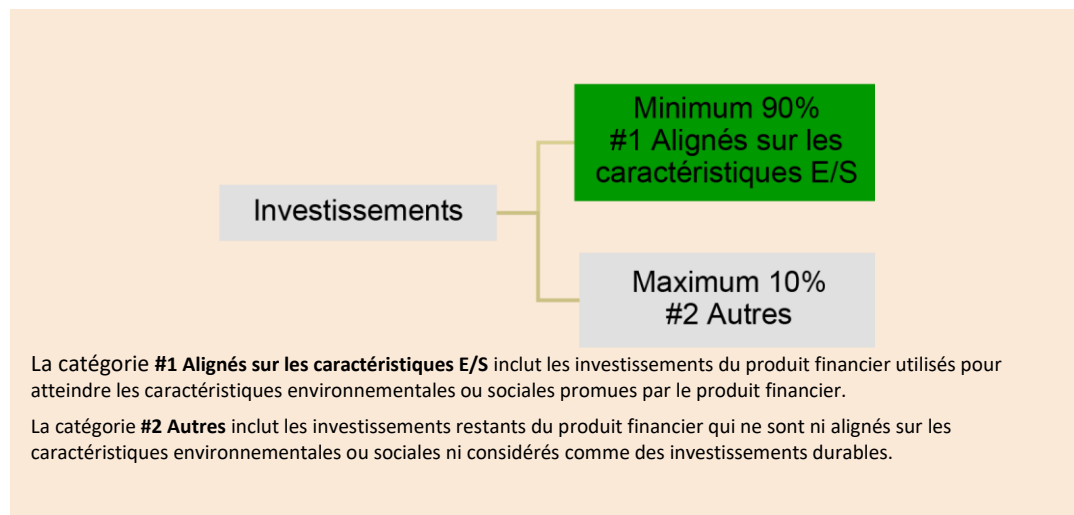 Minimum 90%
#1 Alignés sur les
caractéristiques E/S
Investissements
Maximum 10%
#2 Autres
La catégorie #1 Alignés sur les caractéristiques E/S inclut les investissements du produit financier utilisés pour
atteindre les caractéristiques environnementales ou sociales promues par le produit financier.
La catégorie #2 Autres inclut les investissements restants du produit financier qui ne sont ni alignés sur les
caractéristiques environnementales ou sociales ni considérés comme des investissements durables.